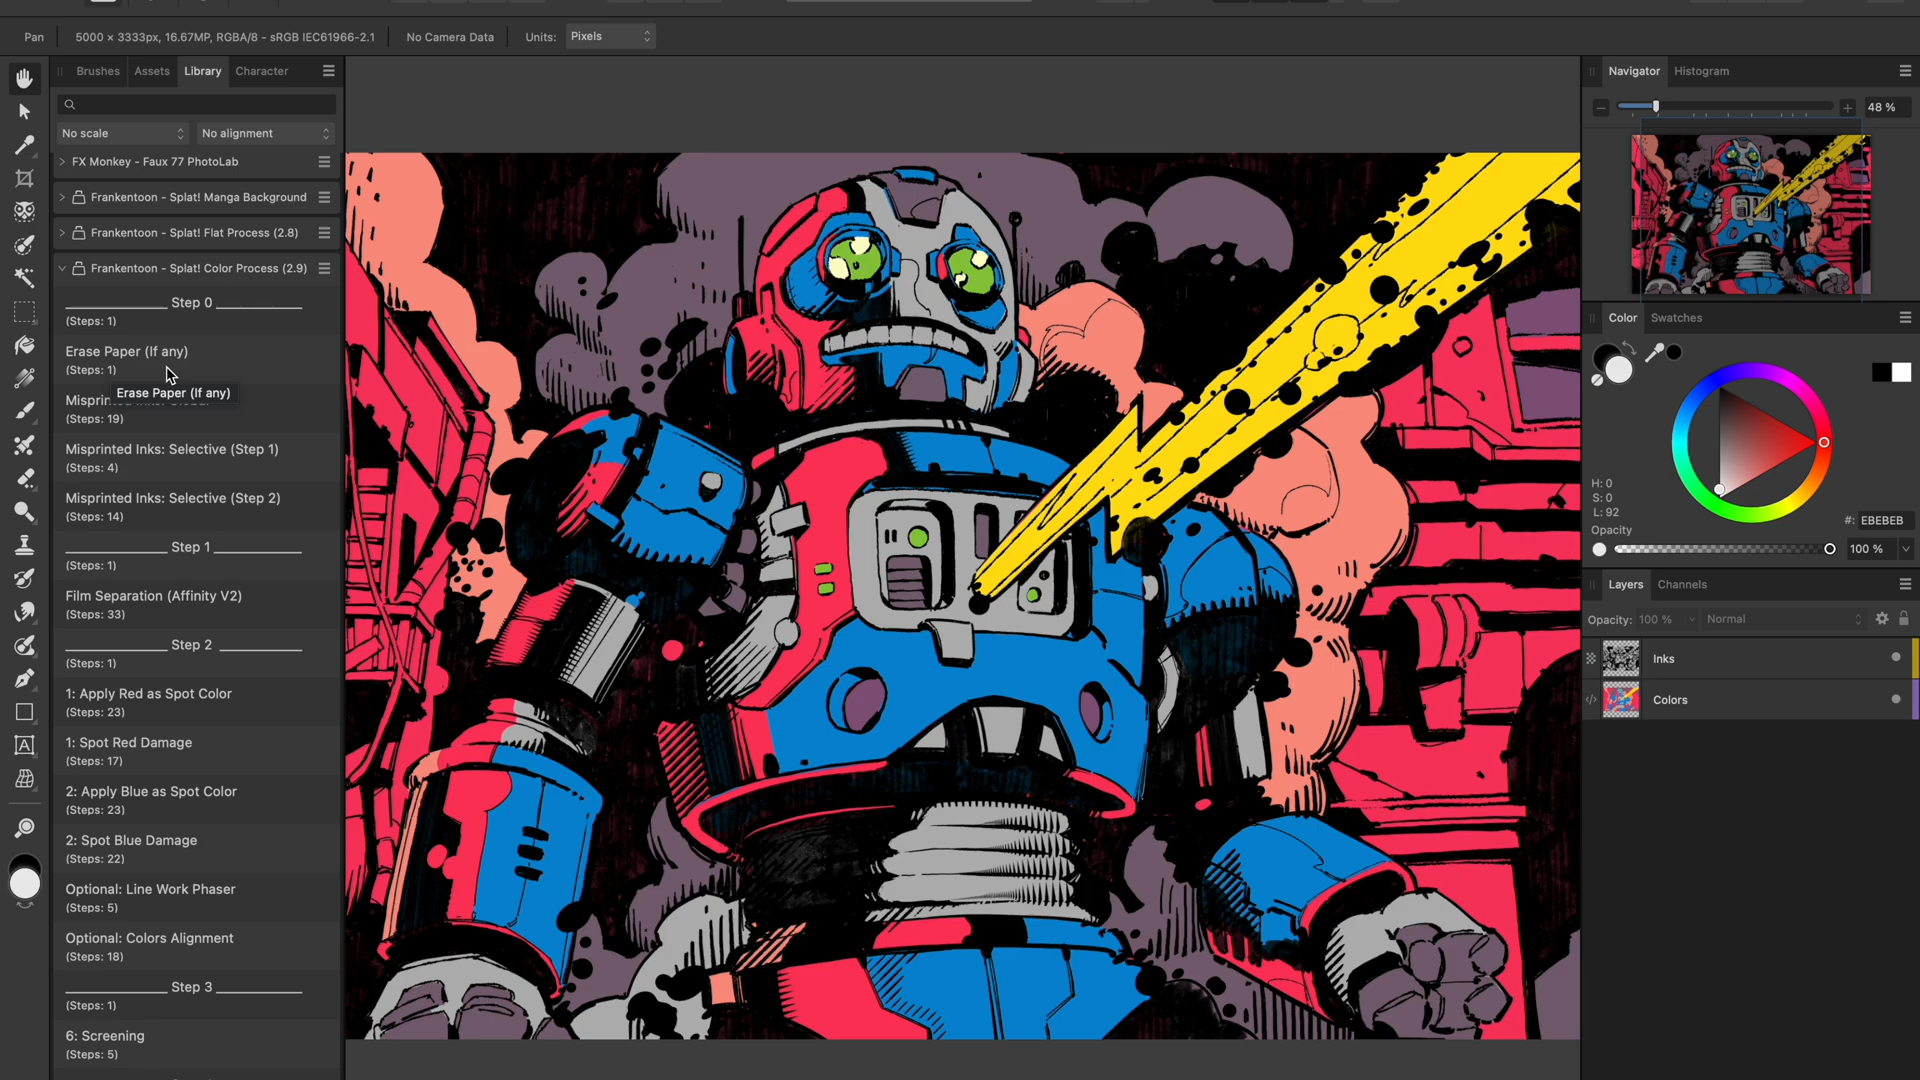 Pan
5000 × 3333px, 16.67MP, RGBA/8 - sRGB IEC61966-2.1
No Camera Data
Units:
Pixels
Brushes
Assets
Library
Character
No scale
No alignment
FX Monkey - Faux 77 PhotoLab
Frankentoon - Splat! Manga Background
Frankentoon - Splat! Flat Process (2.8)
Frankentoon - Splat! Color Process (2.9)
Step 0
(Steps: 1)
Erase Paper (If any)
(Steps: 1)
Erase Paper (If any)
(Steps: 19)
Misprinted Inks: Selective (Step 1)
(Steps: 4)
Misprinted Inks: Selective (Step 2)
(Steps: 14)
Step 1
(Steps: 1)
Film Separation (Affinity V2)
(Steps: 33)
Step 2
(Steps: 1)
1: Apply Red as Spot Color
(Steps: 23)
1: Spot Red Damage
(Steps: 17)
2: Apply Blue as Spot Color
(Steps: 23)
2: Spot Blue Damage
(Steps: 22)
Optional: Line Work Phaser
(Steps: 5)
Optional: Colors Alignment
(Steps: 18)
Step 3
(Steps: 1)
6: Screening
(Steps: 5)
Navigator
Histogram
48 %
Color
Swatches
H: 0
S: 0
L: 92
#: EBEBEB
Opacity
100 %
Layers
Channels
Opacity: 100 %
Normal
Inks
Colors